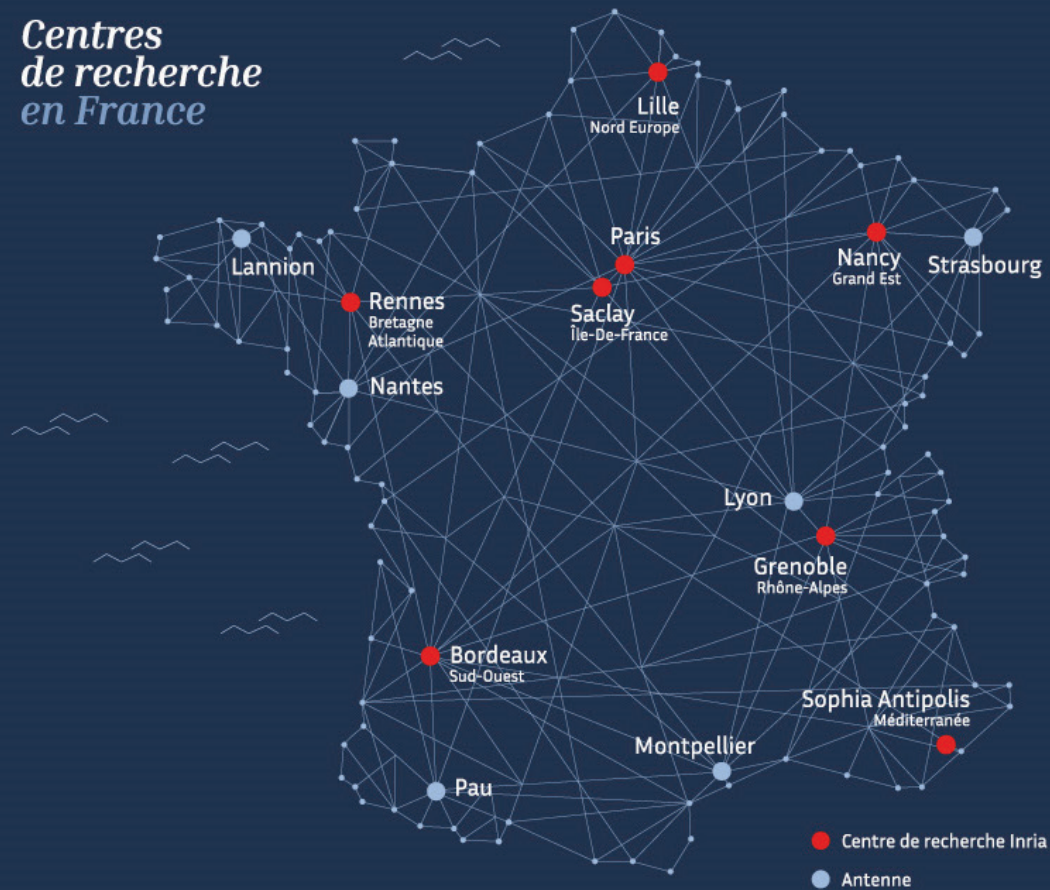 Centres
de recherche
en France
Lille
Nord Europe
Paris
Nancy
Grand Est
Strasbourg
Lannion
Rennes
Bretagne
Atlantique
Saclay
Île-De-France
Nantes
Lyon
Grenoble
Rhône-Alpes
Bordeaux
Sud-Ouest
Sophia Antipolis
Méditerranée
Montpellier
Pau
Centre de recherche Inria
Antenne